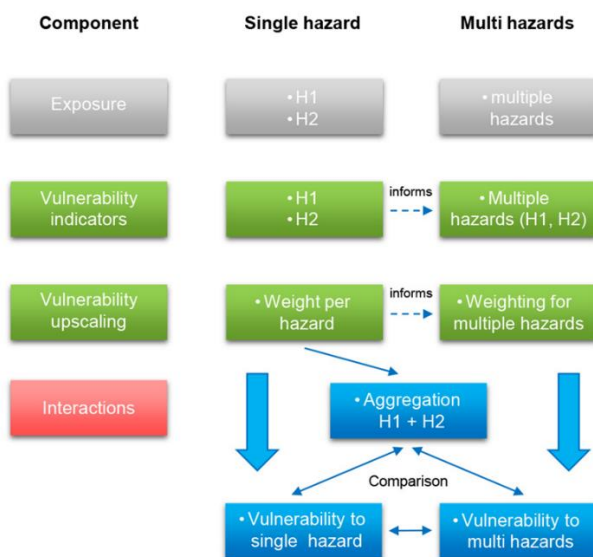 Component
Single hazard
Multi hazards
Exposure
• H1
• H2
• multiple
hazards
Vulnerability
indicators
• H1
• H2
informs
• Multiple
hazards (H1, H2)
Vulnerability
upscaling
• Weight per
hazard
informs
• Weighting for
multiple hazards
Interactions
• Aggregation
H1 + H2
Comparison
• Vulnerability to
single hazard
• Vulnerability to
multi hazards